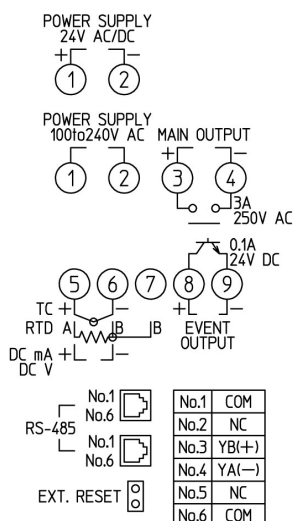 POWER SUPPLY
24V AC/DC
+ −
1 2
POWER SUPPLY
100to240V AC MAIN OUTPUT
+ −
1 2 3 4
3A
250V AC
0.1A
24V DC
5 6 7 8 9
TC + − + −
RTD A B B EVENT
OUTPUT
DC mA + −
DC V
No.1
No.6
RS-485
No.1
No.6
EXT. RESET
No.1 COM
No.2 NC
No.3 YB(+)
No.4 YA(−)
No.5 NC
No.6 COM